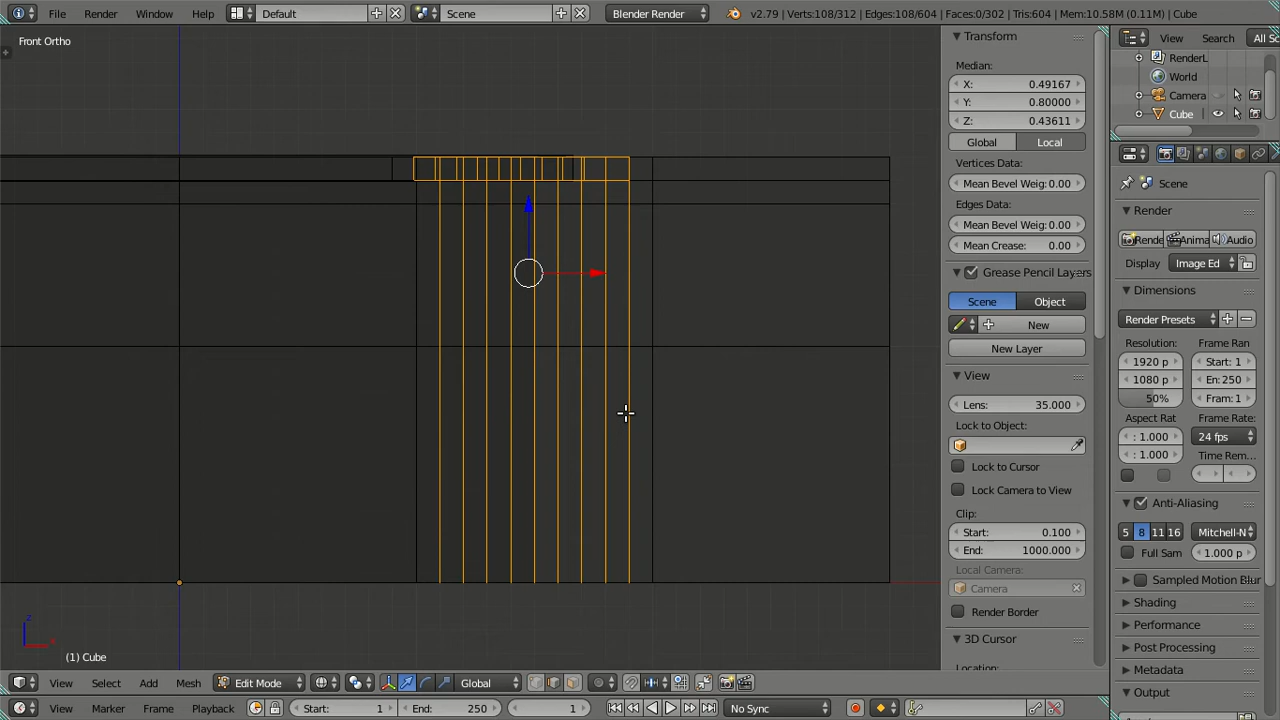 File Render Window Help Default Scene Blender Render v2.79 | Verts:108/312 | Edges:108/604 | Faces:0/302 | Tris:604 | Mem:10.58M (0.11M) | Cube
Front Ortho
Transform
Median:
X: 0.49167
Y: 0.80000
Z: 0.43611
Global Local
Vertices Data:
Mean Bevel Weig: 0.00
Edges Data:
Mean Bevel Weig: 0.00
Mean Crease: 0.00
Grease Pencil Layers
Scene Object
New
New Layer
View
Lens: 35.000
Lock to Object:
Lock to Cursor
Lock Camera to View
Clip:
Start: 0.100
End: 1000.000
Local Camera:
Camera
Render Border
3D Cursor
Location:
View Search All Sc
RenderL
World
Camera
Cube
Scene
Render
Rende Anima Audio
Display Image Ed
Dimensions
Render Presets
Resolution: Frame Ran
1920 p Start: 1
1080 p En: 250
50% Fram: 1
Aspect Rat Frame Rate:
: 1.000 24 fps
: 1.000 Time Rem...
Anti-Aliasing
5 8 11 16 Mitchell-N
Full Sam 1.000 p
Sampled Motion Blur
Shading
Performance
Post Processing
Metadata
Output
z
x
(1) Cube
View Select Add Mesh Edit Mode Global
View Marker Frame Playback Start: 1 End: 250 1 No Sync